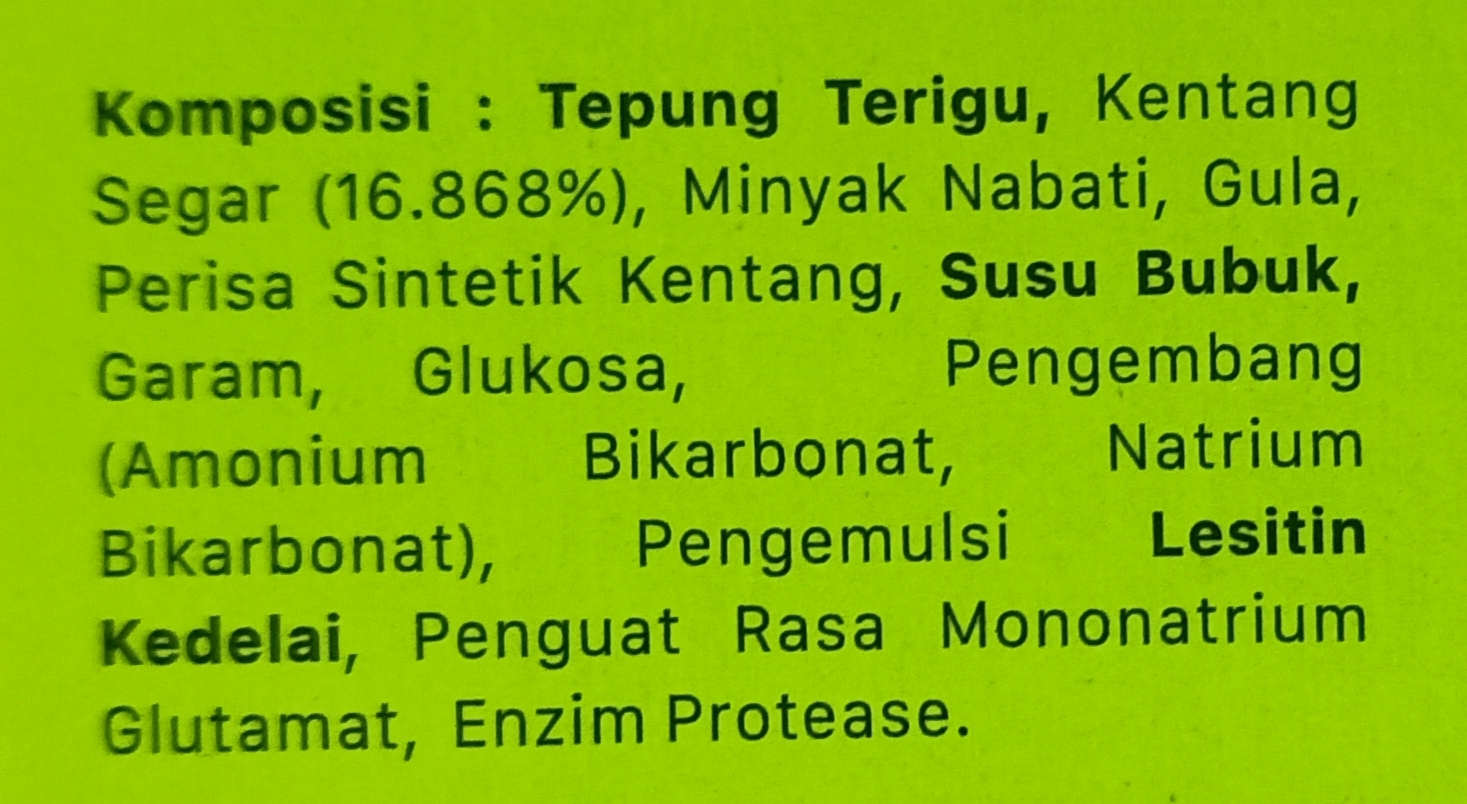 Komposisi : Tepung Terigu, Kentang
Segar (16.868%), Minyak Nabati, Gula,
Perisa Sintetik Kentang, Susu Bubuk,
Garam, Glukosa, Pengembang
(Amonium Bikarbonat, Natrium
Bikarbonat), Pengemulsi Lesitin
Kedelai, Penguat Rasa Mononatrium
Glutamat, Enzim Protease.